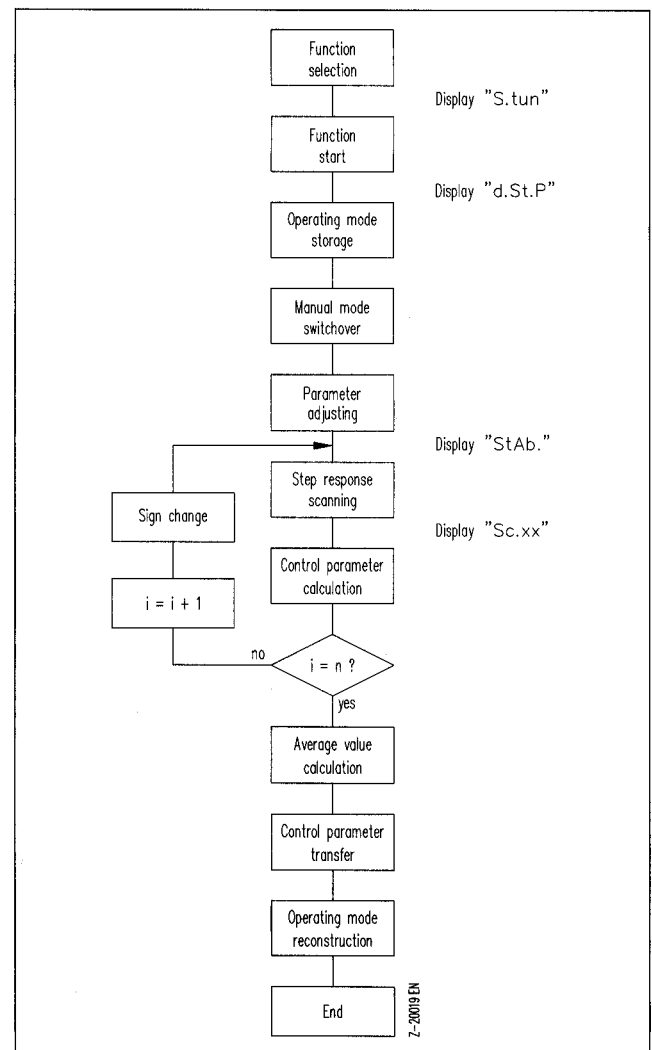 Function
selection
Display "S.tun"
Function
start
Display "d.St.P"
Operating mode
storage
Manual mode
switchover
Parameter
adjusting
Display "StAb."
Step response
scanning
Sign change
Display "Sc.xx"
Control parameter
calculation
i = i + 1
no
i = n ?
yes
Average value
calculation
Control parameter
transfer
Operating mode
reconstruction
End
Z-20019 EN